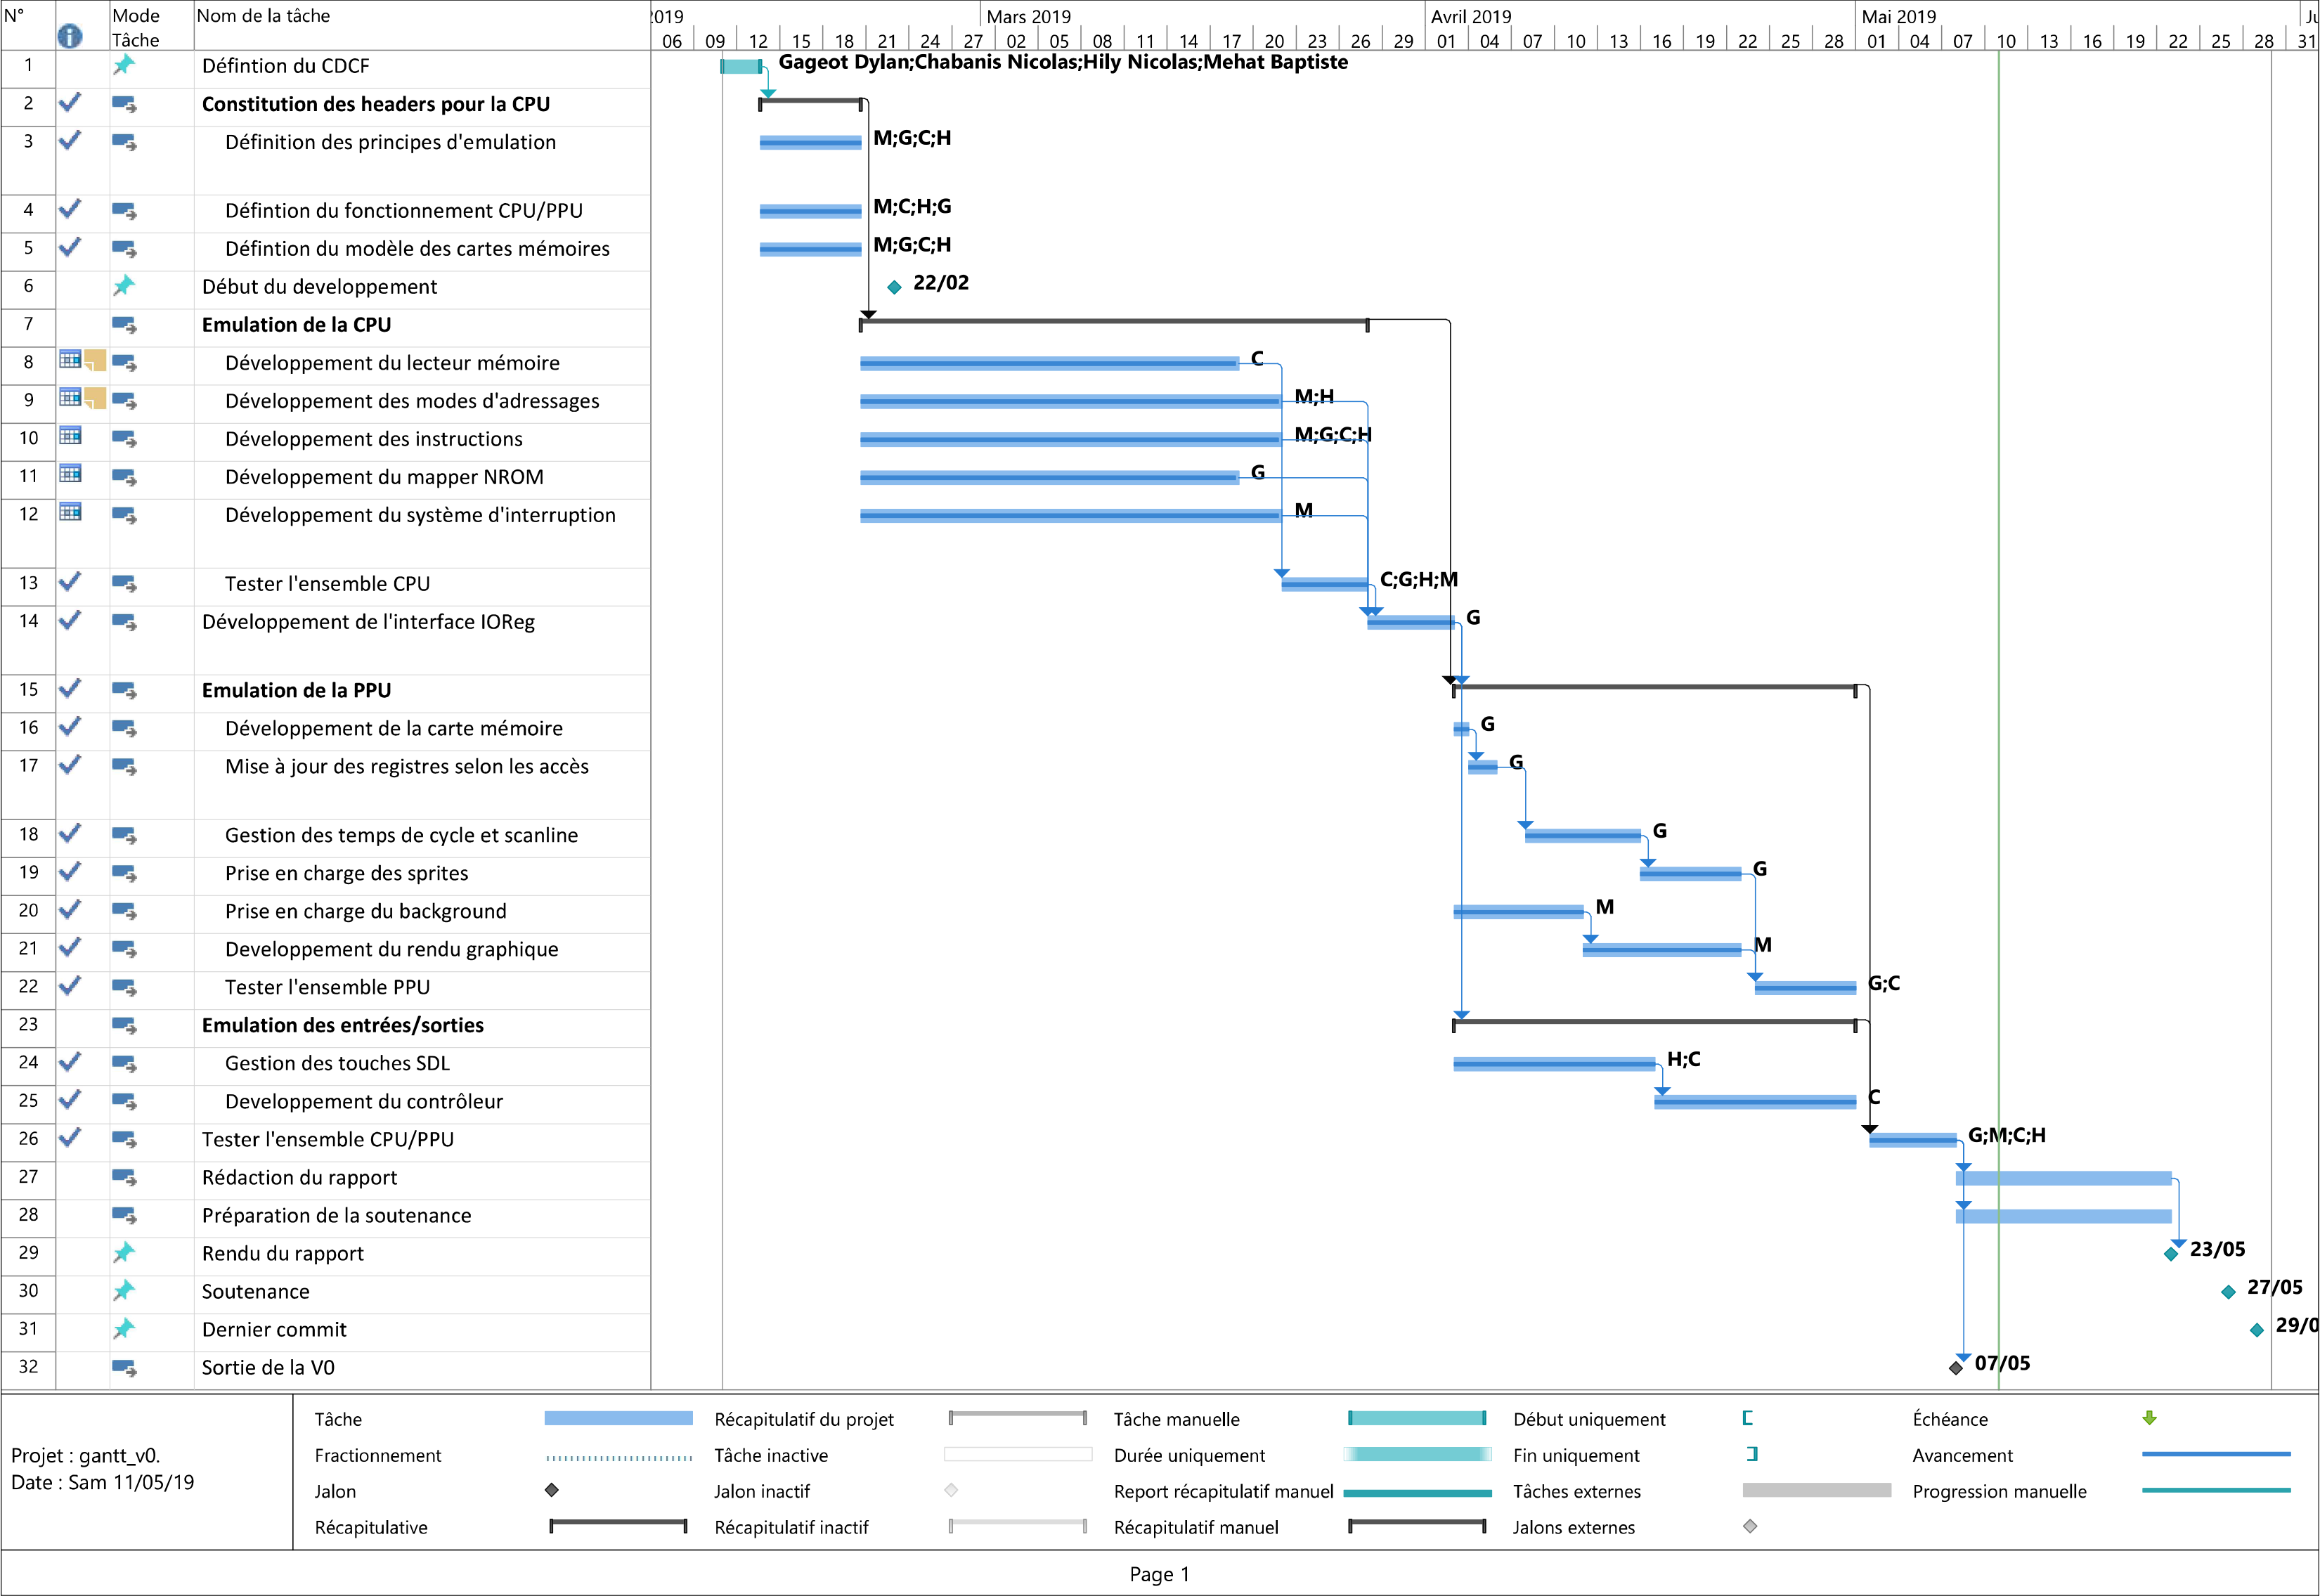 N° Mode Tâche Nom de la tâche
2019 Mars 2019 Avril 2019 Mai 2019
06 09 12 15 18 21 24 27 02 05 08 11 14 17 20 23 26 29 01 04 07 10 13 16 19 22 25 28 01 04 07 10 13 16 19 22 25 28 31
1 Défintion du CDCF Gageot Dylan;Chabanis Nicolas;Hily Nicolas;Mehat Baptiste
2 Constitution des headers pour la CPU
3 Définition des principes d'emulation M;G;C;H
4 Défintion du fonctionnement CPU/PPU M;C;H;G
5 Défintion du modèle des cartes mémoires M;G;C;H
6 Début du developpement 22/02
7 Emulation de la CPU
8 Développement du lecteur mémoire C
9 Développement des modes d'adressages M;H
10 Développement des instructions M;G;C;H
11 Développement du mapper NROM G
12 Développement du système d'interruption M
13 Tester l'ensemble CPU C;G;H;M
14 Développement de l'interface IOReg G
15 Emulation de la PPU
16 Développement de la carte mémoire G
17 Mise à jour des registres selon les accès G
18 Gestion des temps de cycle et scanline G
19 Prise en charge des sprites G
20 Prise en charge du background M
21 Developpement du rendu graphique M
22 Tester l'ensemble PPU G;C
23 Emulation des entrées/sorties
24 Gestion des touches SDL H;C
25 Developpement du contrôleur C
26 Tester l'ensemble CPU/PPU G;M;C;H
27 Rédaction du rapport
28 Préparation de la soutenance
29 Rendu du rapport 23/05
30 Soutenance 27/05
31 Dernier commit 29/0
32 Sortie de la V0 07/05
Projet : gantt_v0.
Date : Sam 11/05/19
Tâche Récapitulatif du projet Tâche manuelle Début uniquement Échéance
Fractionnement Tâche inactive Durée uniquement Fin uniquement Avancement
Jalon Jalon inactif Report récapitulatif manuel Tâches externes Progression manuelle
Récapitulative Récapitulatif inactif Récapitulatif manuel Jalons externes
Page 1